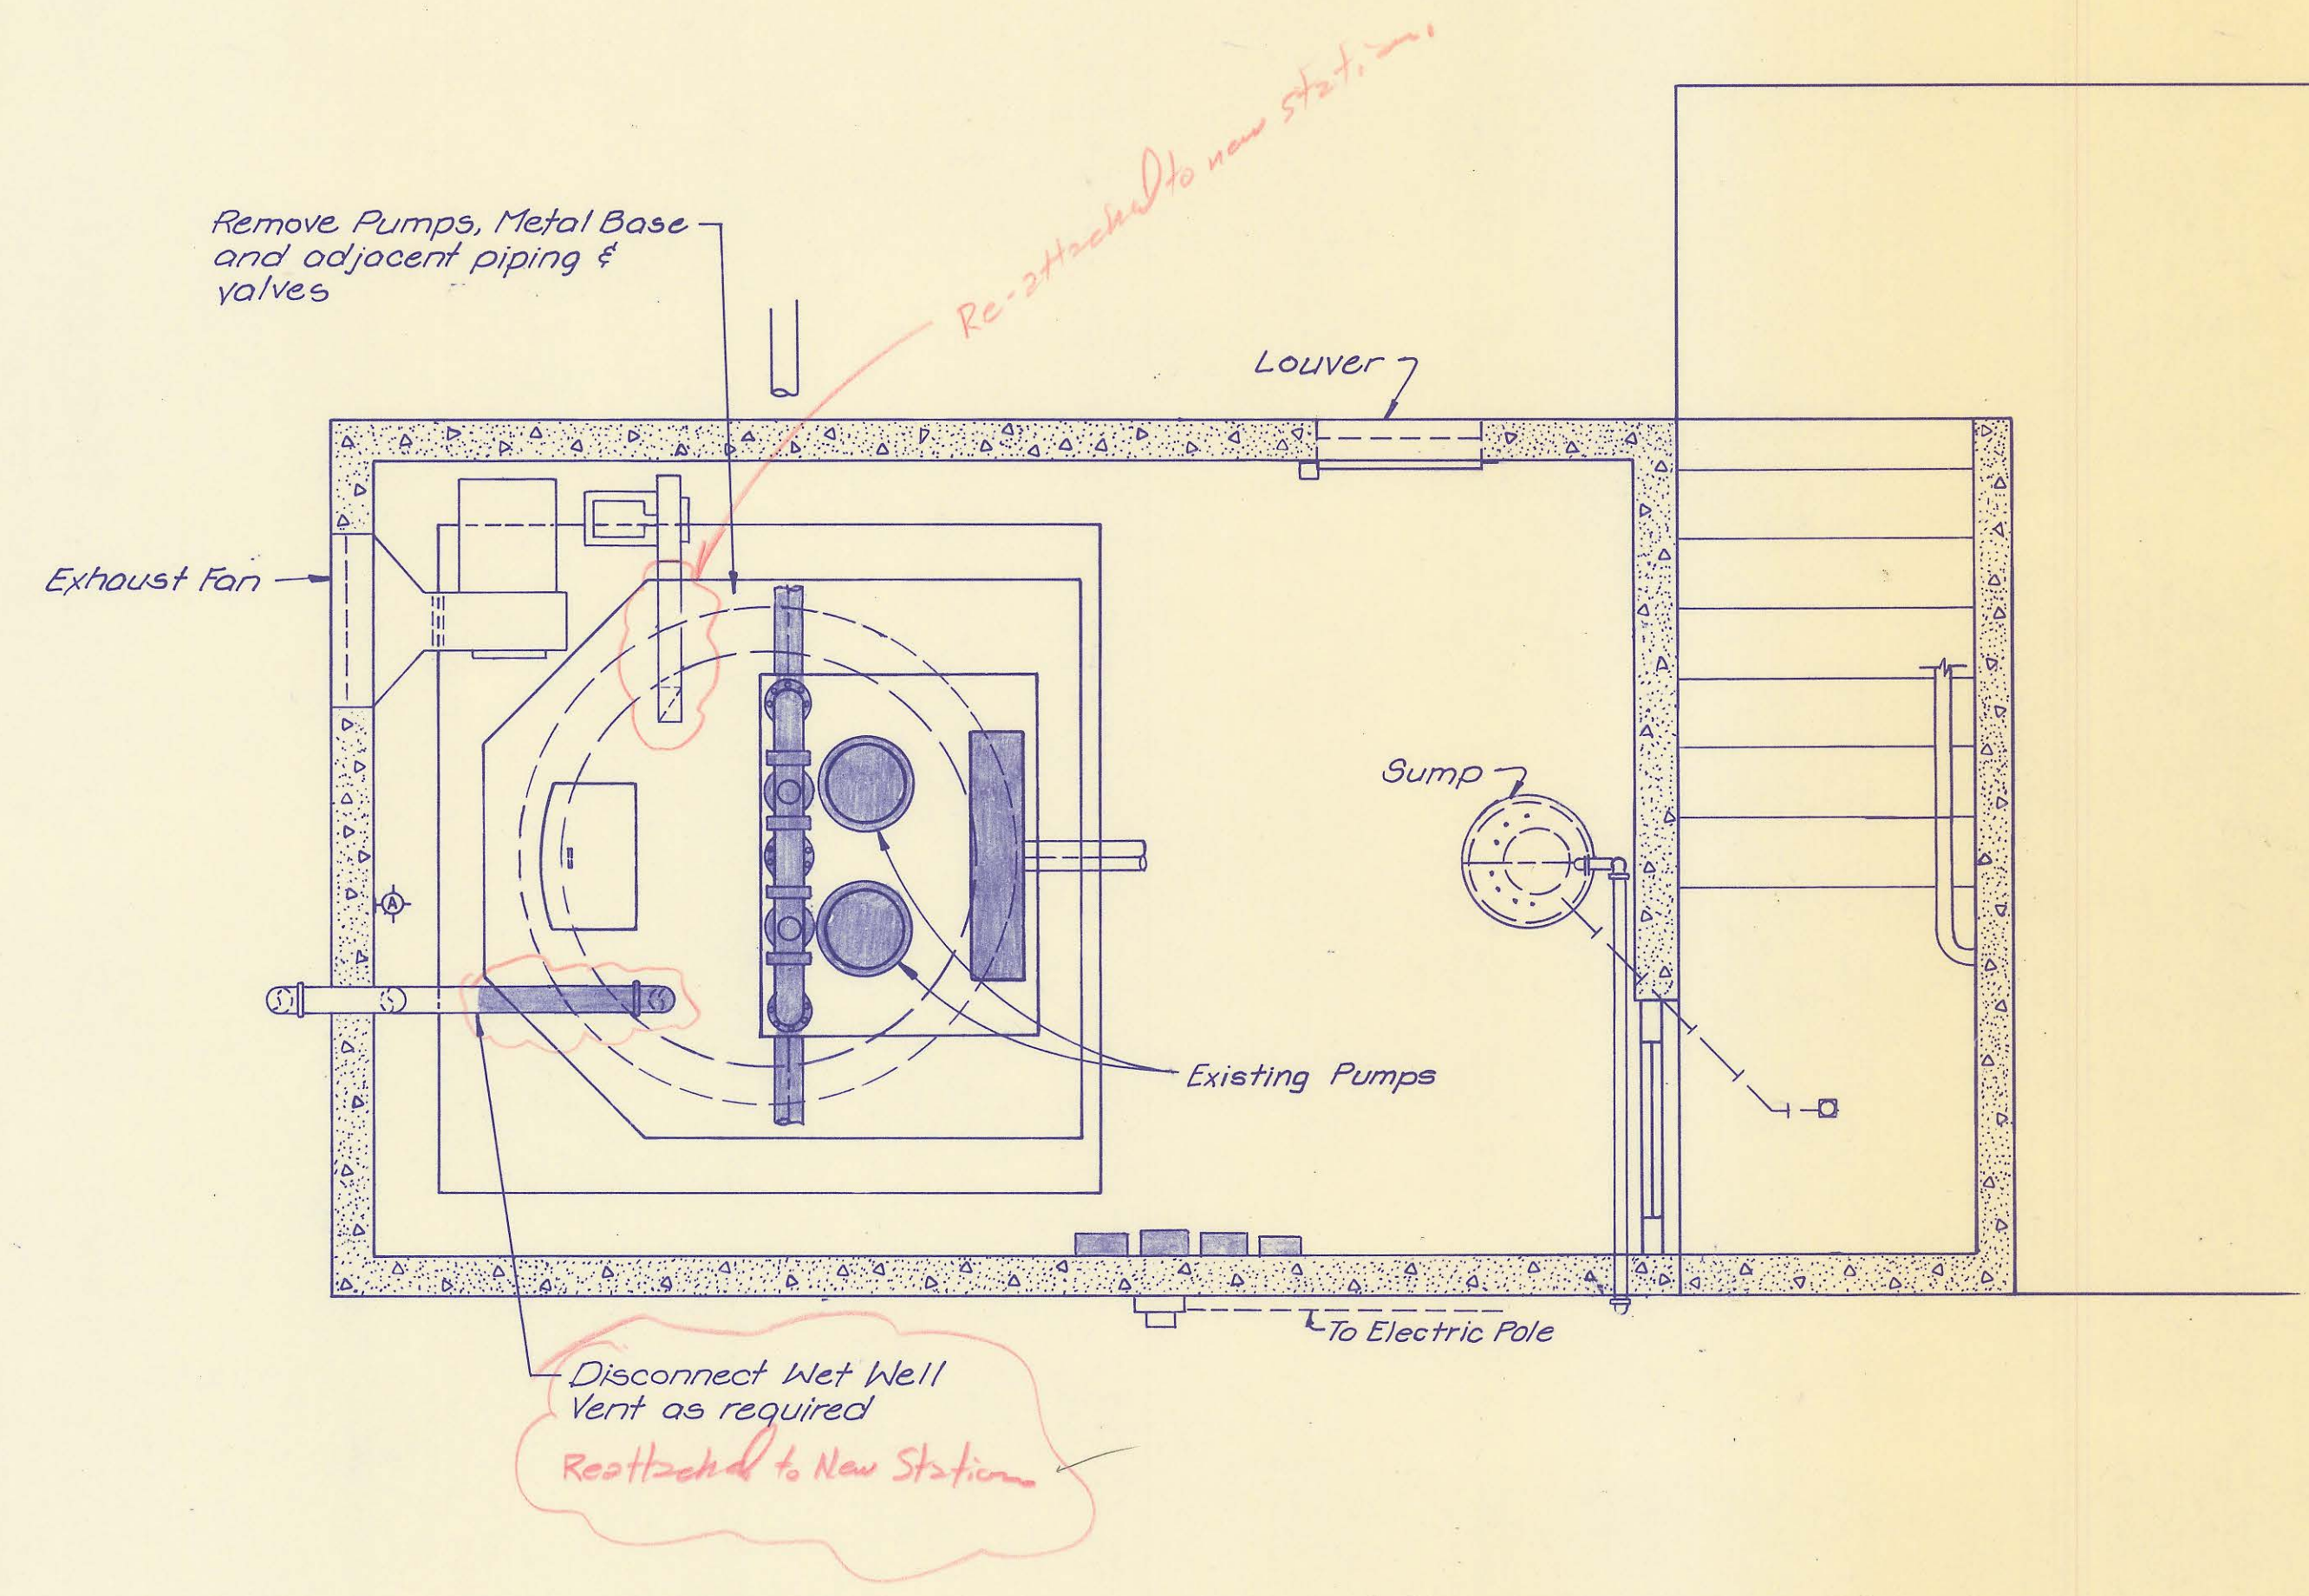 Re-attached to new station.
Remove Pumps, Metal Base
and adjacent piping &
valves
Louver
Exhaust Fan
Sump
A
Existing Pumps
To Electric Pole
Disconnect Wet Well
Vent as required
Reattached to New Station